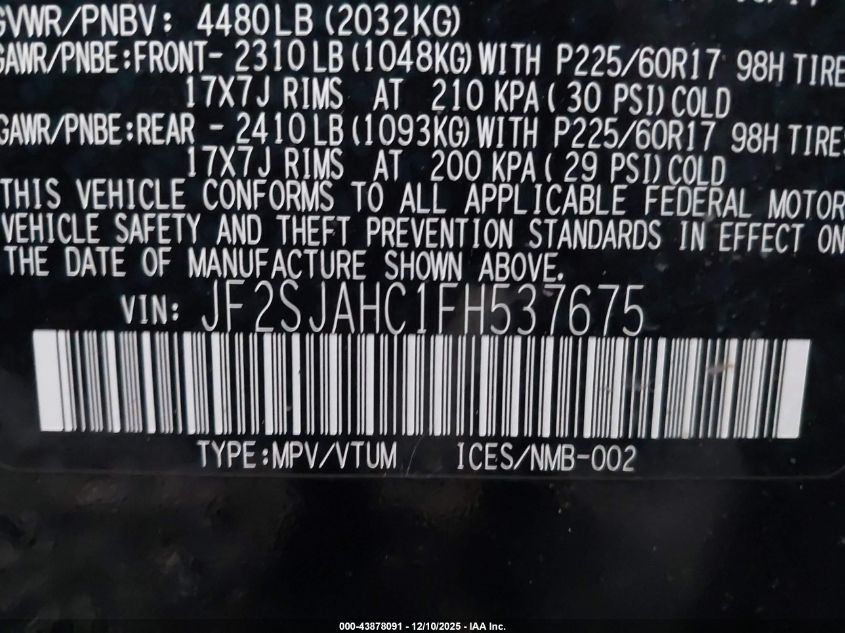 GVWR/PNBV: 4480LB (2032KG)
GAWR/PNBE:FRONT- 2310LB(1048KG)WITH P225/60R17 98H TIRE
17X7J RIMS AT 210 KPA( 30 PSI)COLD
GAWR/PNBE:REAR - 2410LB(1093KG)WITH P225/60R17 98H TIRES
17X7J RIMS AT 200 KPA( 29 PSI)COLD
THIS VEHICLE CONFORMS TO ALL APPLICABLE FEDERAL MOTOR
VEHICLE SAFETY AND THEFT PREVENTION STANDARDS IN EFFECT ON
THE DATE OF MANUFACTURE SHOWN ABOVE.
VIN: JF2SJAHC1FH537675
TYPE:MPV/VTUM ICES/NMB-002
000-43878091 - 12/10/2025 - IAA Inc.